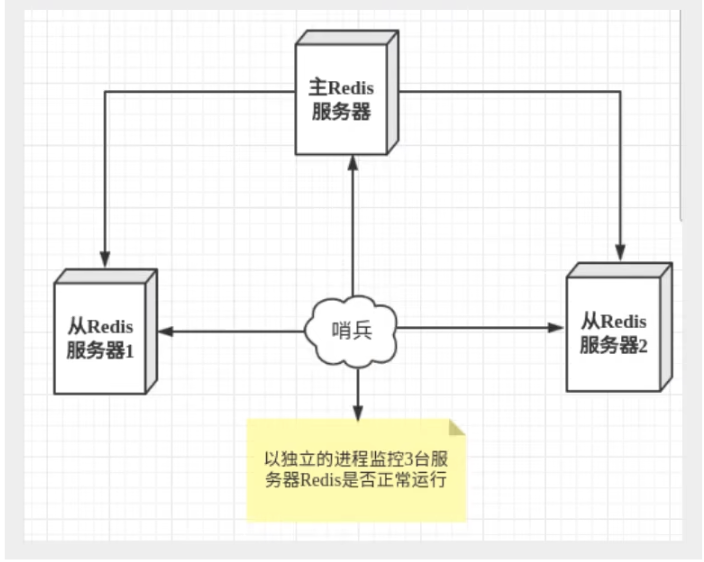 主Redis
服务器
从Redis
服务器1
哨兵
从Redis
服务器2
以独立的进程监控3台服
务器Redis是否正常运行